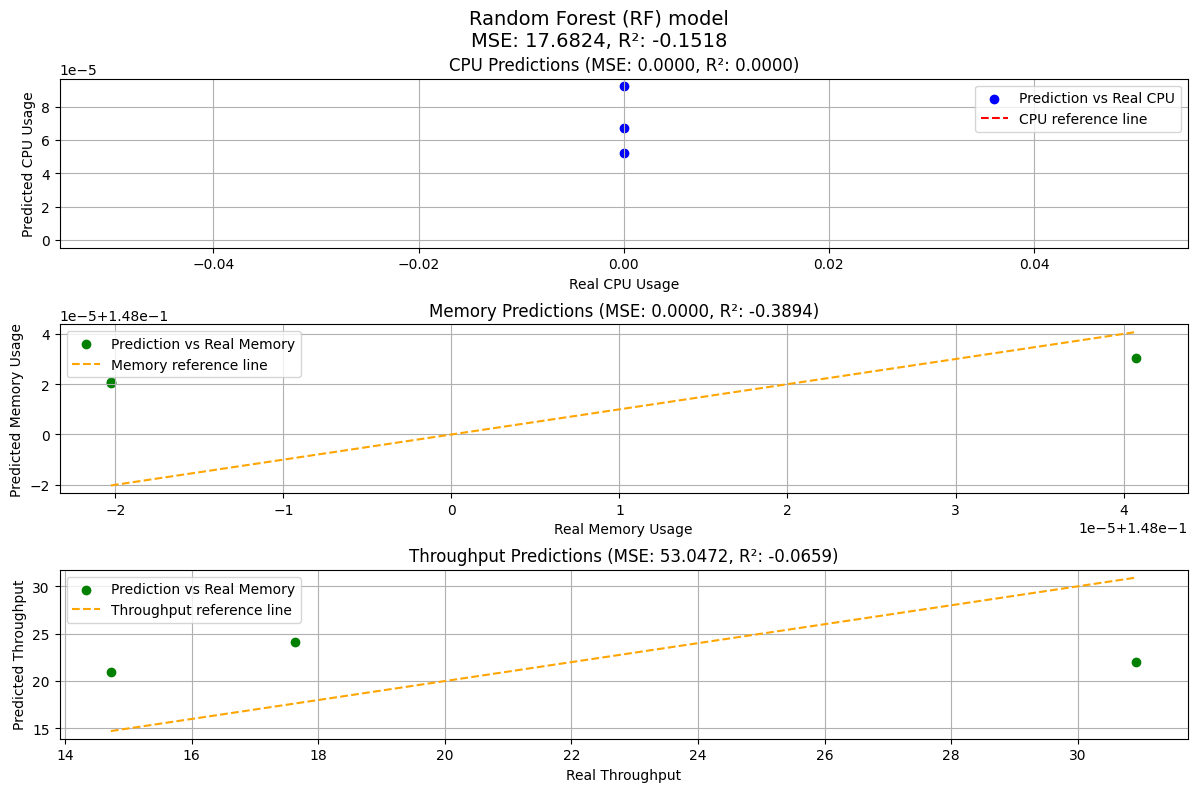 Random Forest (RF) model
MSE: 17.6824, R²: -0.1518
CPU Predictions (MSE: 0.0000, R²: 0.0000)
1e−5
Predicted CPU Usage
8
6
4
2
0
Prediction vs Real CPU
CPU reference line
−0.04
−0.02
0.00
0.02
0.04
Real CPU Usage
Memory Predictions (MSE: 0.0000, R²: -0.3894)
1e−5+1.48e−1
Predicted Memory Usage
4
2
0
−2
Prediction vs Real Memory
Memory reference line
−2
−1
0
1
2
3
4
1e−5+1.48e−1
Real Memory Usage
Throughput Predictions (MSE: 53.0472, R²: -0.0659)
Predicted Throughput
30
25
20
15
Prediction vs Real Memory
Throughput reference line
14
16
18
20
22
24
26
28
30
Real Throughput